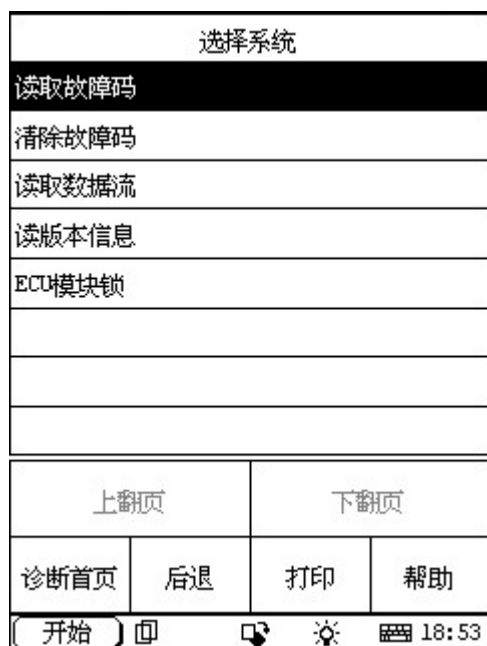 选择系统
读取故障码
清除故障码
读取数据流
读版本信息
ECU模块锁
上翻页 下翻页
诊断首页 后退 打印 帮助
开始 18:53